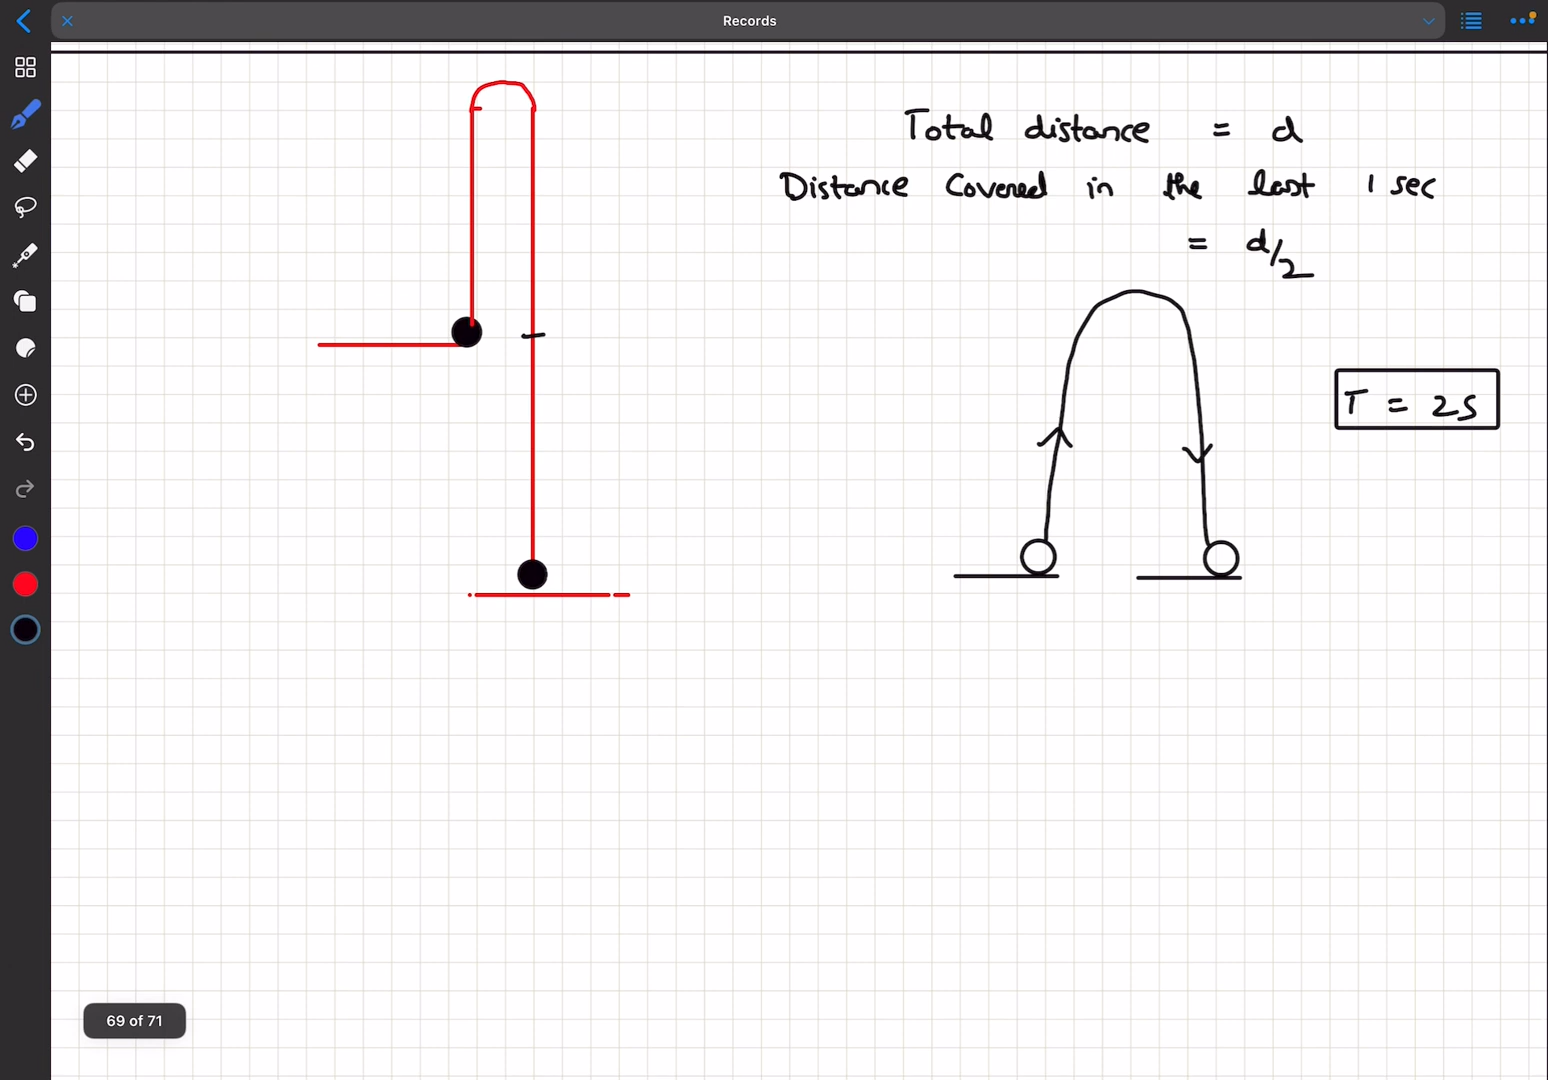 Records
Total distance = d
Distance Covered in the last 1 sec
= d/2
T = 2s
69 of 71